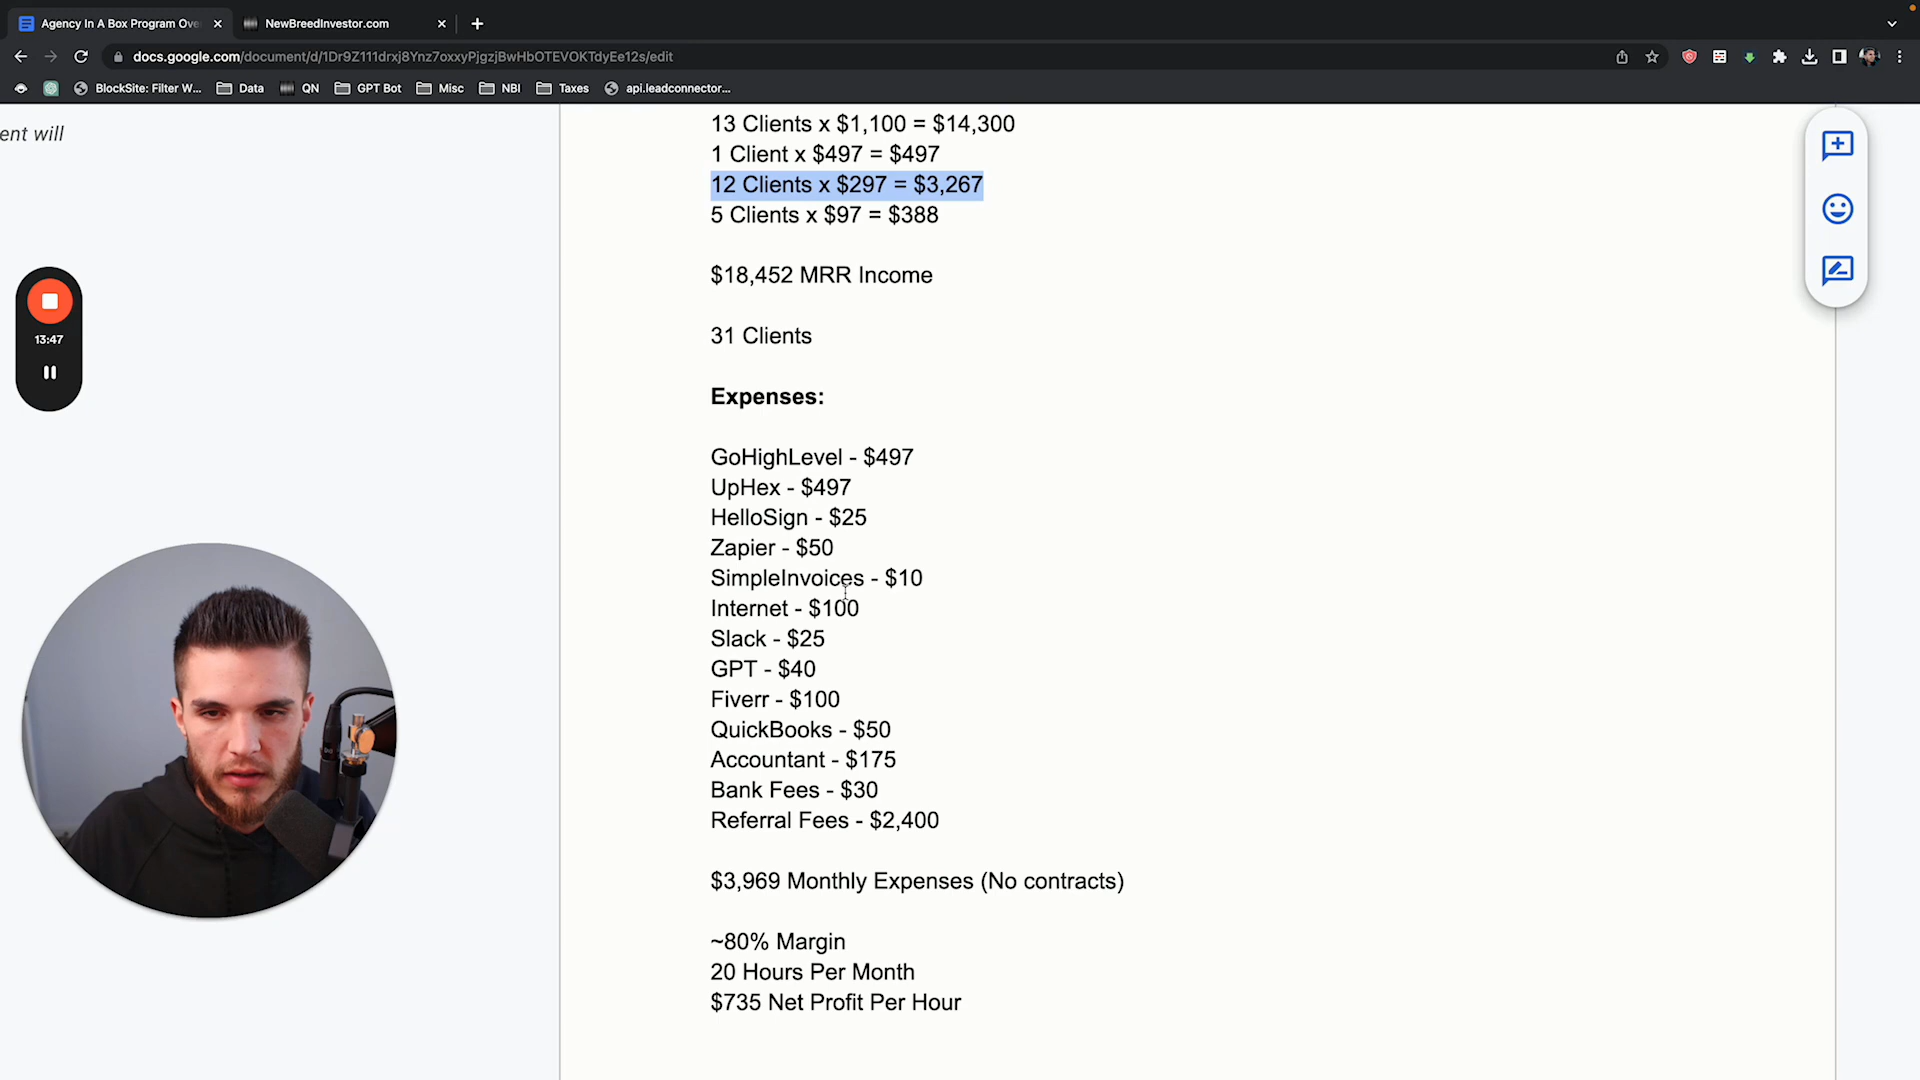 Agency In A Box Program Ove
NewBreedInvestor.com
docs.google.com/document/d/1Dr9Z111drxj8Ynz7oxxyPjgzjBwHbOTEVOKTdyEe12s/edit
BlockSite: Filter W...
Data
QN
GPT Bot
Misc
NBI
Taxes
api.leadconnector...
ent will
13 Clients x $1,100 = $14,300
1 Client x $497 = $497
12 Clients x $297 = $3,267
5 Clients x $97 = $388
$18,452 MRR Income
31 Clients
Expenses:
GoHighLevel - $497
UpHex - $497
HelloSign - $25
Zapier - $50
SimpleInvoices - $10
Internet - $100
Slack - $25
GPT - $40
Fiverr - $100
QuickBooks - $50
Accountant - $175
Bank Fees - $30
Referral Fees - $2,400
$3,969 Monthly Expenses (No contracts)
~80% Margin
20 Hours Per Month
$735 Net Profit Per Hour
13:47